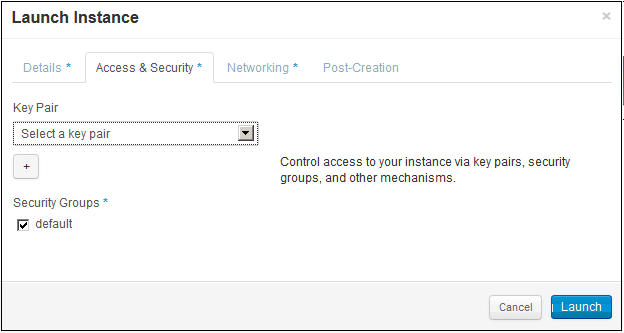 Launch Instance
×
Details *
Access & Security *
Networking *
Post-Creation
Key Pair
Select a key pair
+
Control access to your instance via key pairs, security
groups, and other mechanisms.
Security Groups *
default
Cancel
Launch